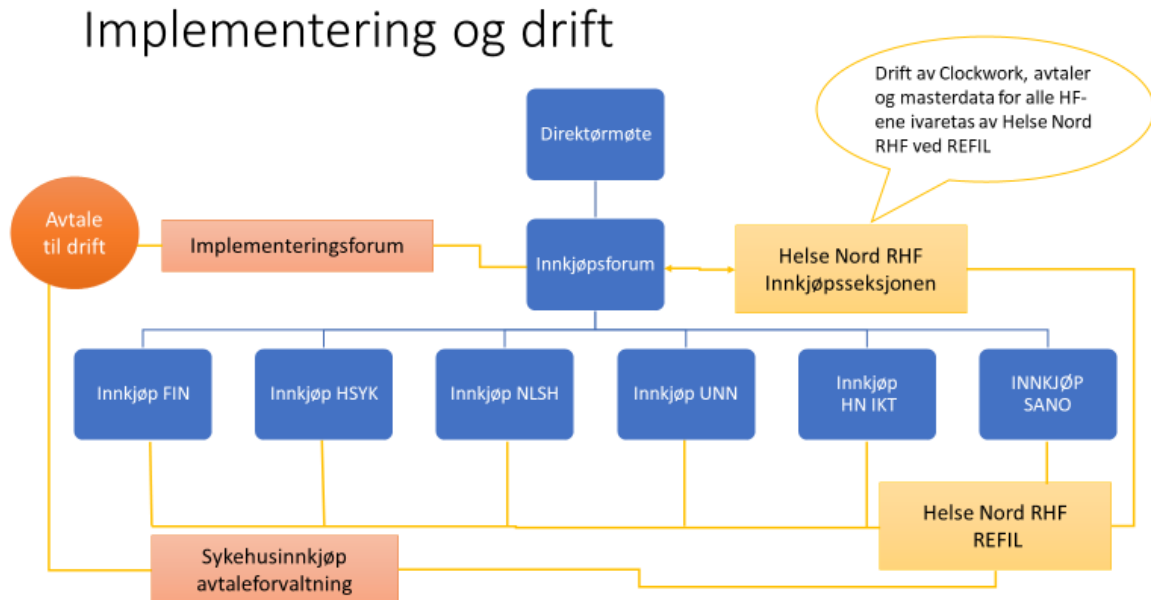 Implementering og drift
Drift av Clockwork, avtaler
og masterdata for alle HF-
ene ivaretas av Helse Nord
RHF ved REFIL
Direktørmøte
Avtale
til drift
Implementeringsforum
Innkjøpsforum
Helse Nord RHF
Innkjøpsseksjonen
Innkjøp FIN
Innkjøp HSYK
Innkjøp NLSH
Innkjøp UNN
Innkjøp
HN IKT
INNKJØP
SANO
Helse Nord RHF
REFIL
Sykehusinnkjøp
avtaleforvaltning